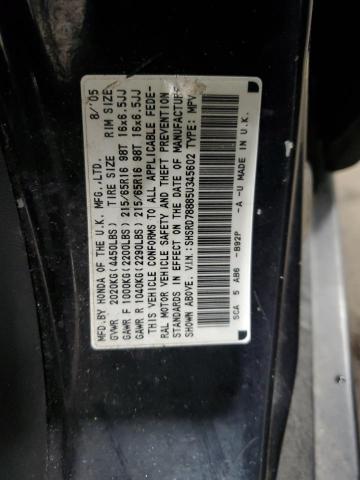 MFD.BY HONDA OF THE U.K. MFG.LTD. 8/'05
GVWR 2020KG(4450LBS) TIRE SIZE RIM SIZE
GAWR F 1000KG(2200LBS) 215/65R16 98T 16x6.5JJ
GAWR R 1040KG(2290LBS) 215/65R16 98T 16x6.5JJ
THIS VEHICLE CONFORMS TO ALL APPLICABLE FEDE-
RAL MOTOR VEHICLE SAFETY AND THEFT PREVENTION
STANDARDS IN EFFECT ON THE DATE OF MANUFACTURE
SHOWN ABOVE. V.I.N.:SHSRD78885U345602 TYPE: MPV
SCA 5 AB6 -B92P -A -U MADE IN U.K.